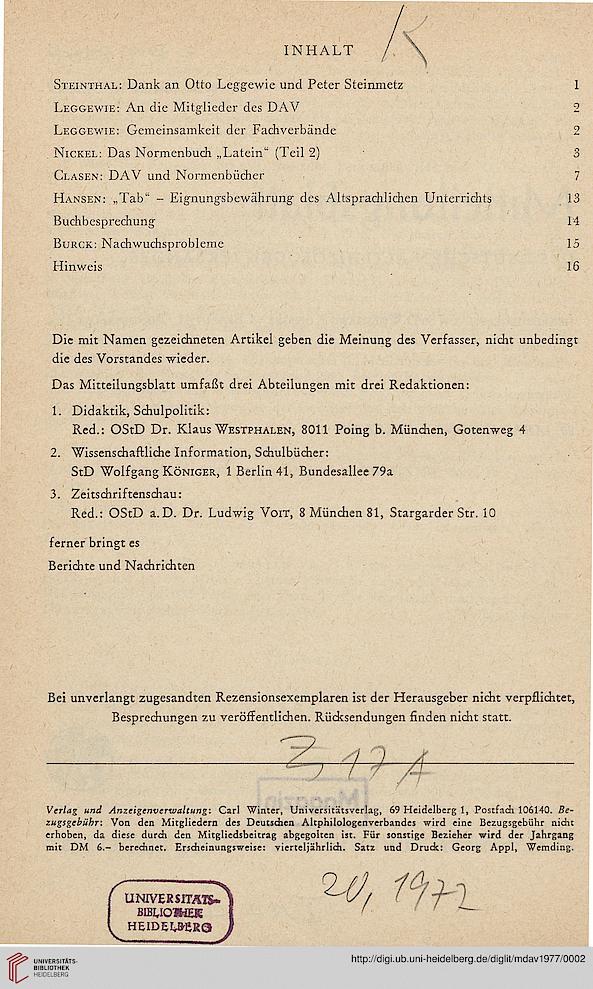 K
INHALT
STEINTHAL: Dank an Otto Leggewie und Peter Steinmetz 1
LEGGEWIE: An die Mitglieder des DAV 2
LEGGEWIE: Gemeinsamkeit der Fachverbände 2
NICKEL: Das Normenbuch „Latein“ (Teil 2) 3
CLASEN: DAV und Normenbücher 7
HANSEN: „Tab“ – Eignungsbewährung des Altsprachlichen Unterrichts 13
Buchbesprechung 14
BURCK: Nachwuchsprobleme 15
Hinweis 16
Die mit Namen gezeichneten Artikel geben die Meinung des Verfasser, nicht unbedingt
die des Vorstandes wieder.
Das Mitteilungsblatt umfaßt drei Abteilungen mit drei Redaktionen:
1. Didaktik, Schulpolitik:
Red.: OStD Dr. Klaus WESTPHALEN, 8011 Poing b. München, Gotenweg 4
2. Wissenschaftliche Information, Schulbücher:
StD Wolfgang KÖNIGER, 1 Berlin 41, Bundesallee 79a
3. Zeitschriftenschau:
Red.: OStD a. D. Dr. Ludwig VOIT, 8 München 81, Stargarder Str. 10
ferner bringt es
Berichte und Nachrichten
Bei unverlangt zugesandten Rezensionsexemplaren ist der Herausgeber nicht verpflichtet,
Besprechungen zu veröffentlichen. Rücksendungen finden nicht statt.
Z 17 A
Magazin
Verlag und Anzeigenverwaltung: Carl Winter, Universitätsverlag, 69 Heidelberg 1, Postfach 106140. Be-
zugsgebühr: Von den Mitgliedern des Deutschen Altphilologenverbandes wird eine Bezugsgebühr nicht
erhoben, da diese durch den Mitgliedsbeitrag abgegolten ist. Für sonstige Bezieher wird der Jahrgang
mit DM 6.– berechnet. Erscheinungsweise: vierteljährlich. Satz und Druck: Georg Appl, Wemding.
20, 1977
UNIVERSITÄTS-
BIBLIOTHEK
HEIDELBERG
UNIVERSITÄTS-
BIBLIOTHEK
HEIDELBERG
http://digi.ub.uni-heidelberg.de/diglit/mdav1977/0002